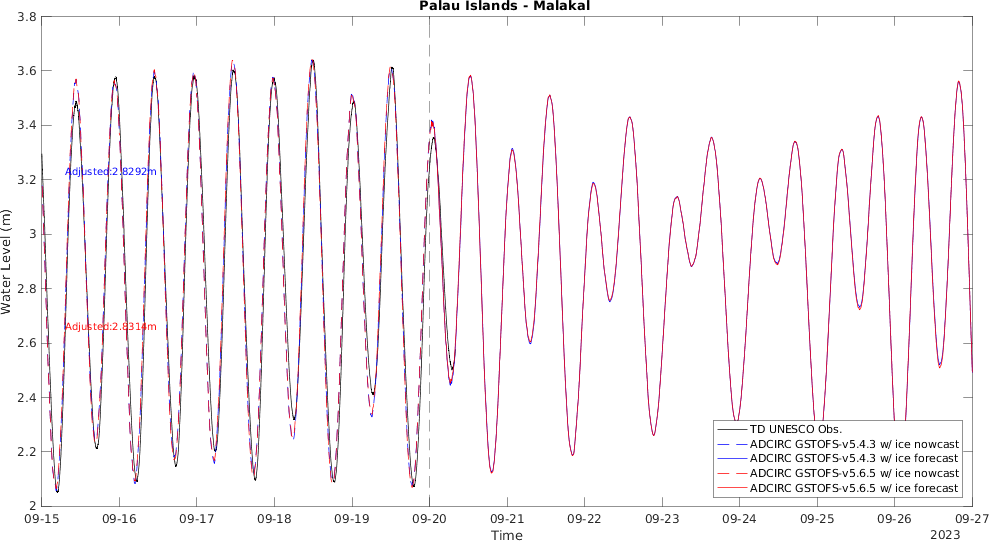 Palau Islands - Malakal
3.8
3.6
3.4
3.2
3
2.8
2.6
2.4
2.2
2
Water Level (m)
Adjusted:2.8292m
Adjusted:2.8314m
TD UNESCO Obs.
ADCIRC GSTOFS-v5.4.3 w/ ice nowcast
ADCIRC GSTOFS-v5.4.3 w/ ice forecast
ADCIRC GSTOFS-v5.6.5 w/ ice nowcast
ADCIRC GSTOFS-v5.6.5 w/ ice forecast
09-15 09-16 09-17 09-18 09-19 09-20 09-21 09-22 09-23 09-24 09-25 09-26 09-27
Time
2023